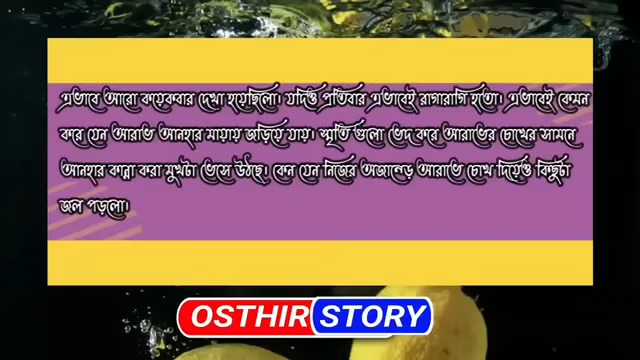 এভাবে আরো কয়েকবার দেখা হয়েছিলো। যদিও প্রতিবার এভাবেই রাগারাগি হতো। এভাবেই কেমন
করে যেন আরাভ আনহার মায়ায় জড়িয়ে যায়। স্মৃতি গুলো ভেদ করে আরাভের চোখের সামনে
আনহার কান্না করা মুখটা ভেসে উঠছে। কেন যেন নিজের অজান্তেই আরাভে চোখ দিয়েও কিছুটা
জল পড়লো।
OSTHIR STORY